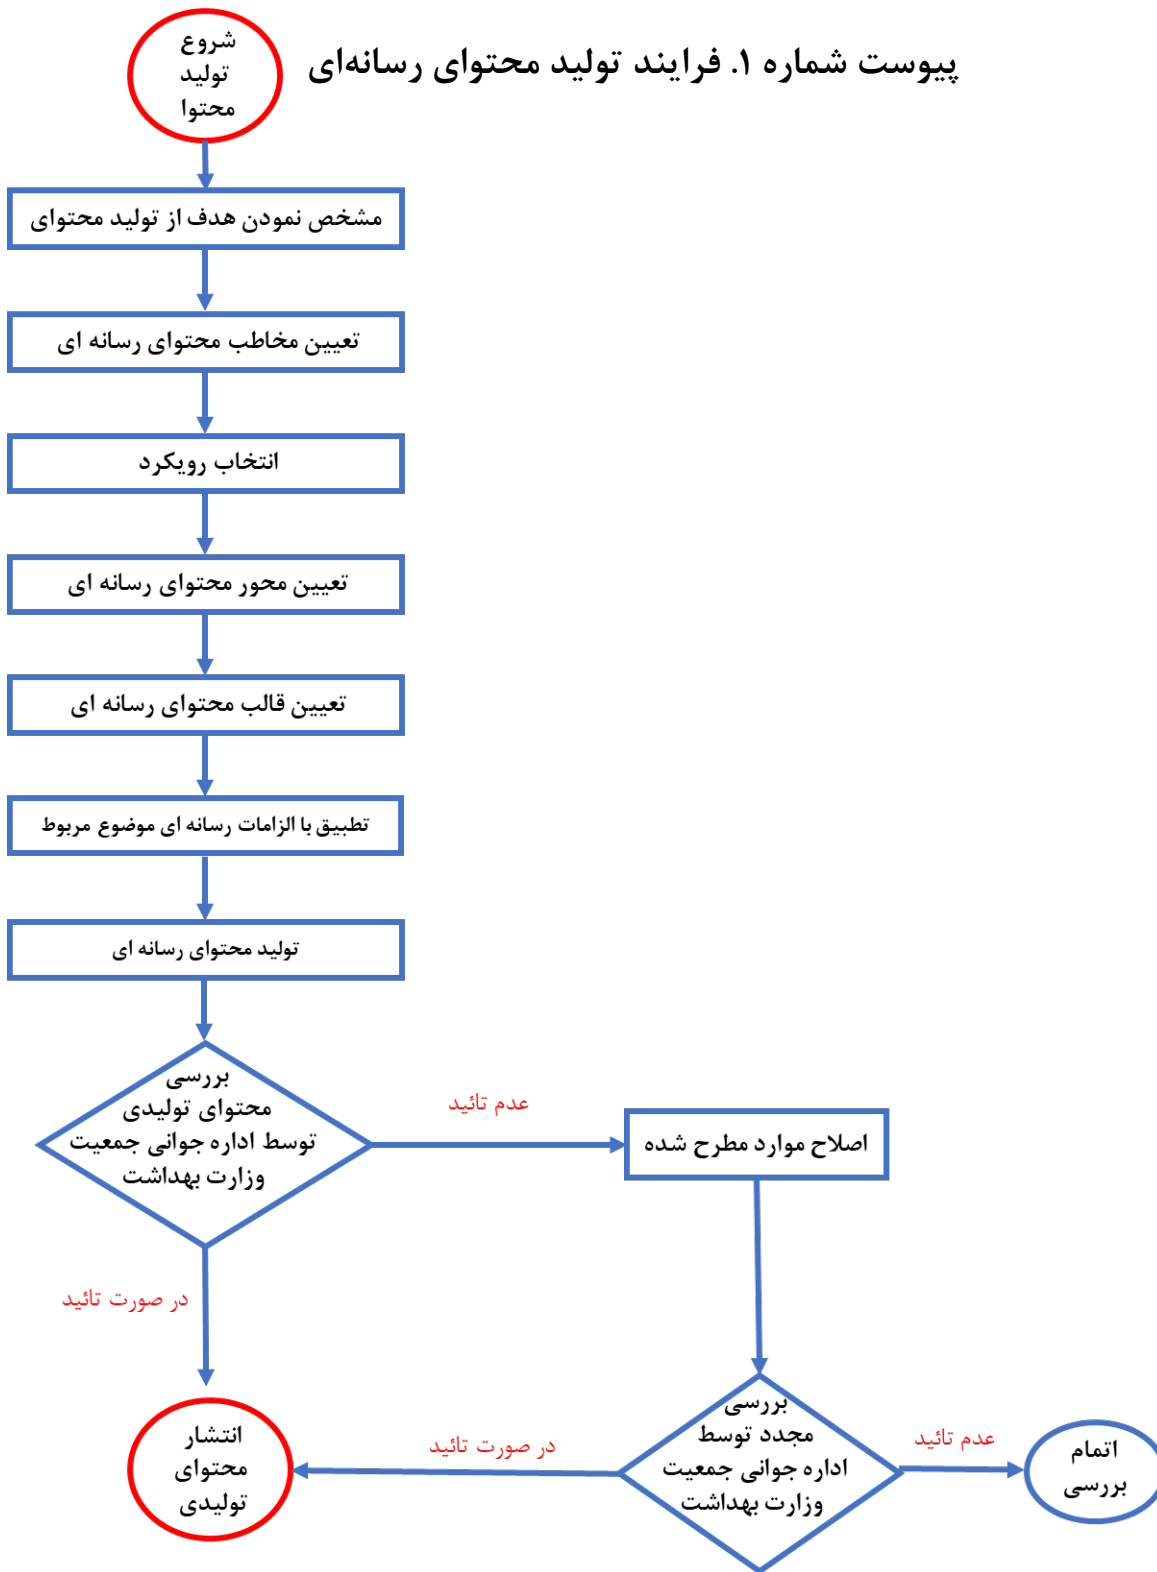 پیوست شماره ۱. فرایند تولید محتوای رسانه‌ای
شروع
تولید
محتوا
مشخص نمودن هدف از تولید محتوای
تعیین مخاطب محتوای رسانه ای
انتخاب رویکرد
تعیین محور محتوای رسانه ای
تعیین قالب محتوای رسانه ای
تطبیق با الزامات رسانه ای موضوع مربوط
تولید محتوای رسانه ای
بررسی
محتوای تولیدی
توسط اداره جوانی جمعیت
وزارت بهداشت
عدم تائید
اصلاح موارد مطرح شده
در صورت تائید
بررسی
مجدد توسط
اداره جوانی جمعیت
وزارت بهداشت
عدم تائید
اتمام
بررسی
در صورت تائید
انتشار
محتوای
تولیدی